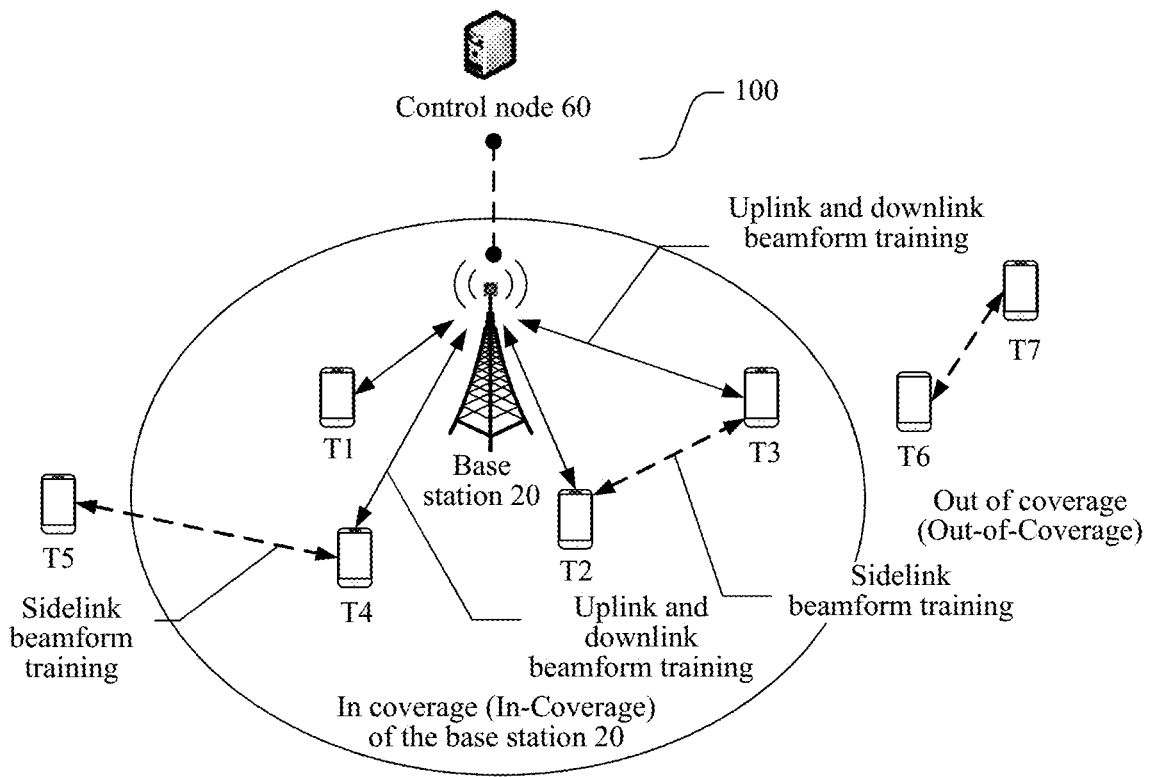 Control node 60
100
Uplink and downlink
beamform training
T7
T1
T3
T6
Base
station 20
Out of coverage
(Out-of-Coverage)
T5
T2
T4
Sidelink
beamform training
Sidelink
beamform
training
Uplink and
downlink
beamform training
In coverage (In-Coverage)
of the base station 20